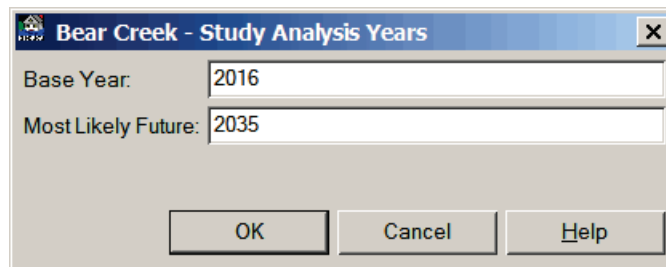 Bear Creek - Study Analysis Years
Base Year: 2016
Most Likely Future: 2035
OK Cancel Help